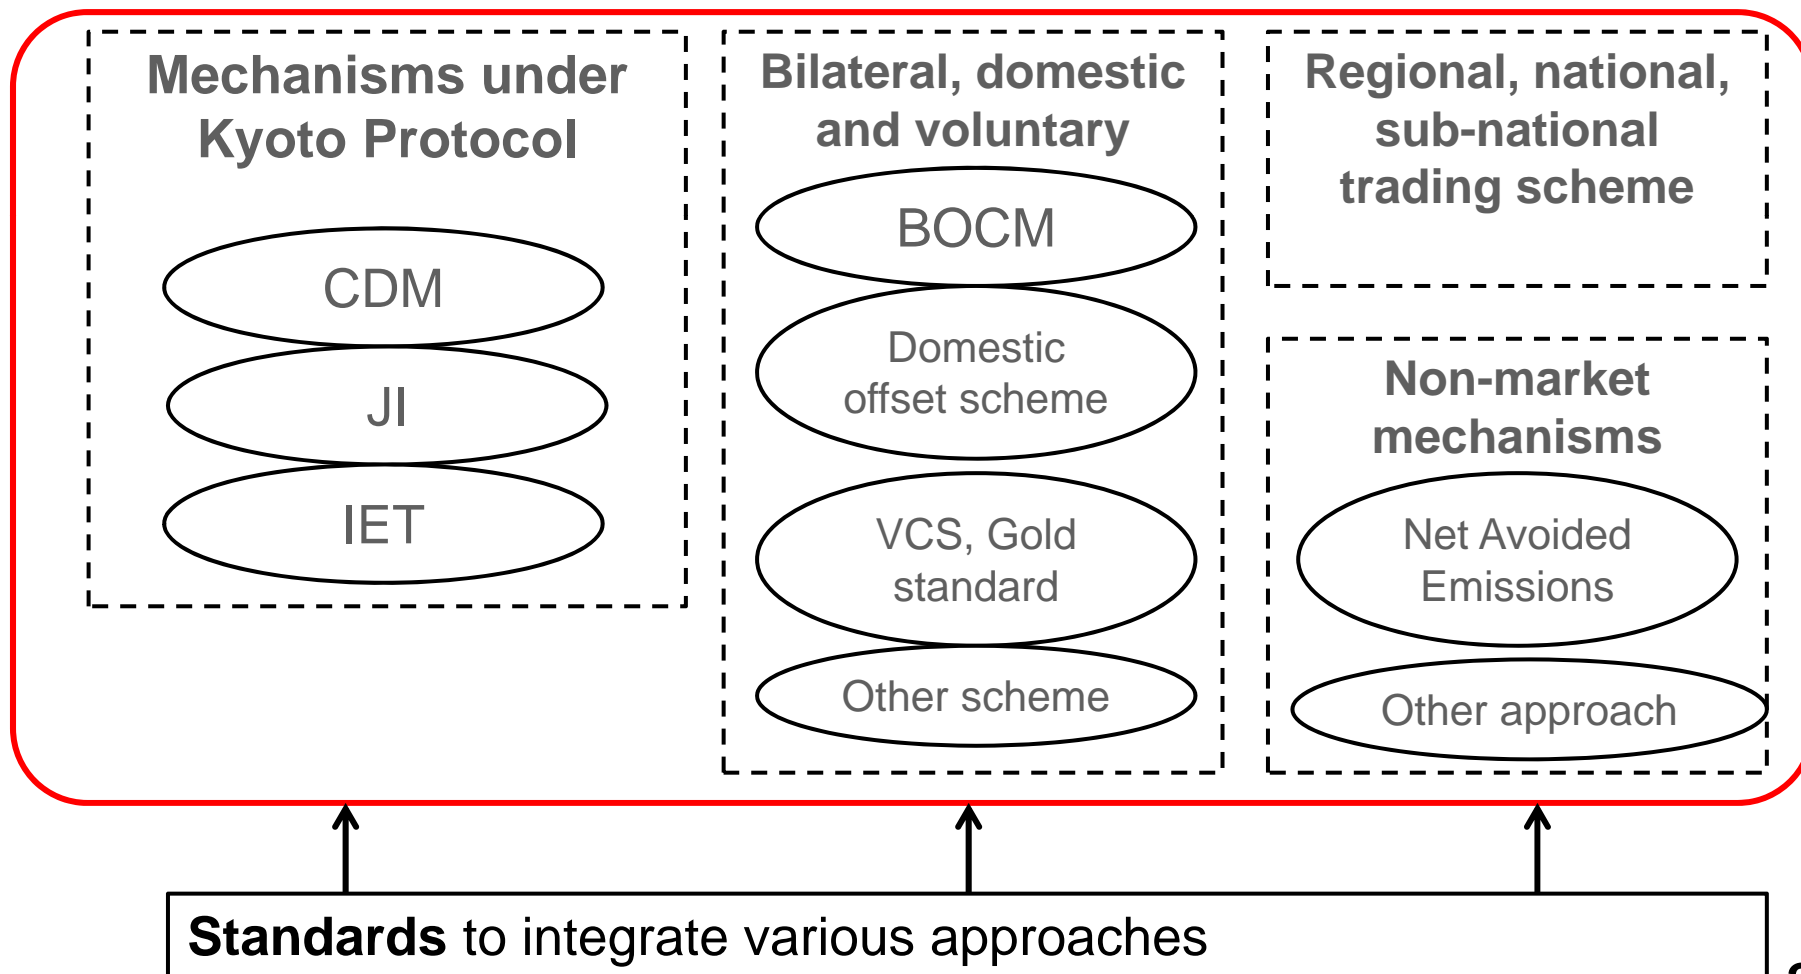 Mechanisms under
Kyoto Protocol
CDM
JI
IET
Bilateral, domestic
and voluntary
BOCM
Domestic
offset scheme
VCS, Gold
standard
Other scheme
Regional, national,
sub-national
trading scheme
Non-market
mechanisms
Net Avoided
Emissions
Other approach
Standards to integrate various approaches